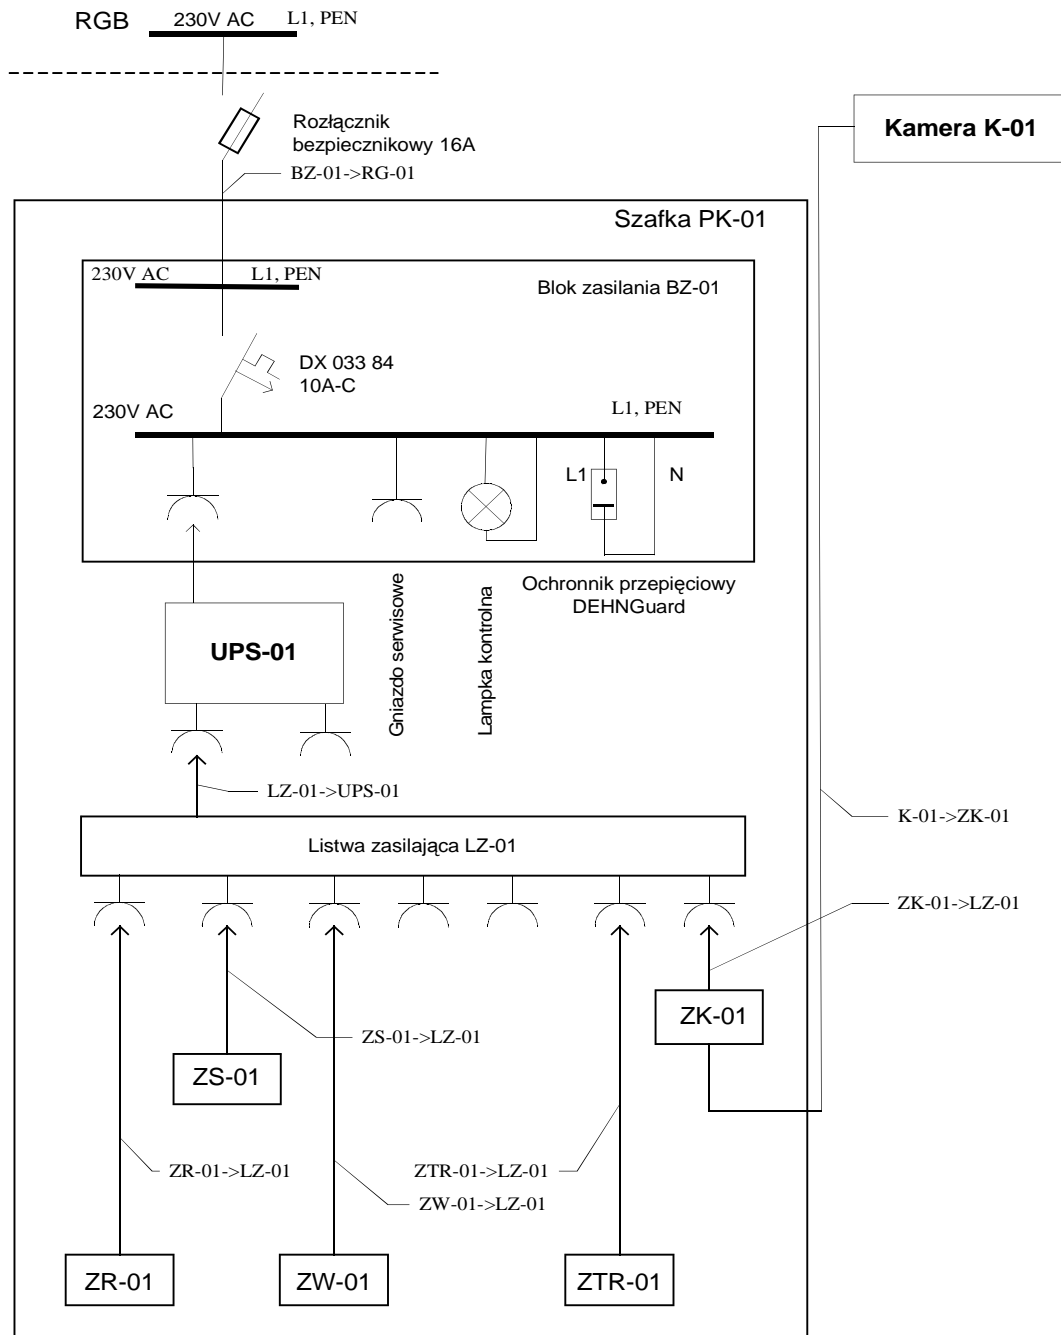 RGB 230V AC L1, PEN
Rozłącznik
bezpiecznikowy 16A
BZ-01->RG-01
Kamera K-01
Szafka PK-01
230V AC L1, PEN
Blok zasilania BZ-01
DX 033 84
10A-C
230V AC L1, PEN
L1 N
Ochronnik przepięciowy
DEHNGuard
Gniazdo serwisowe
Lampka kontrolna
UPS-01
LZ-01->UPS-01
Listwa zasilająca LZ-01
K-01->ZK-01
ZK-01->LZ-01
ZK-01
ZS-01->LZ-01
ZS-01
ZR-01->LZ-01
ZTR-01->LZ-01
ZW-01->LZ-01
ZR-01
ZW-01
ZTR-01